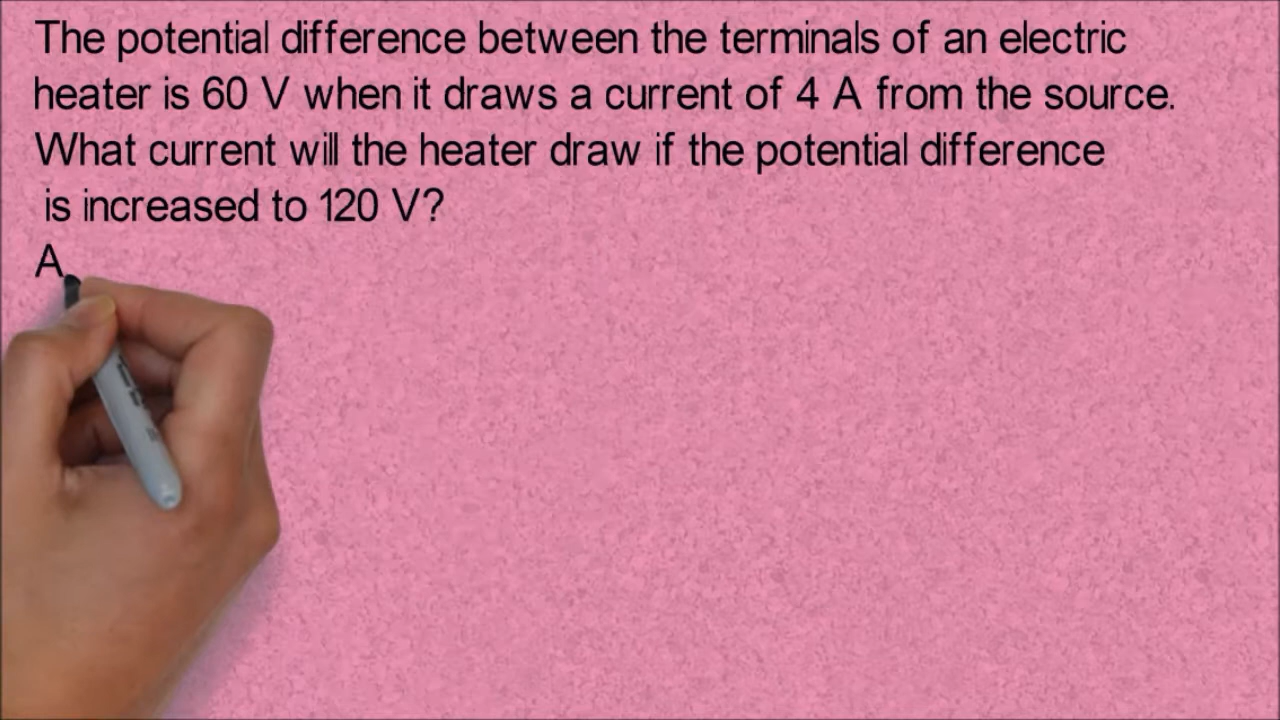 The potential difference between the terminals of an electric
heater is 60 V when it draws a current of 4 A from the source.
What current will the heater draw if the potential difference
is increased to 120 V?
A